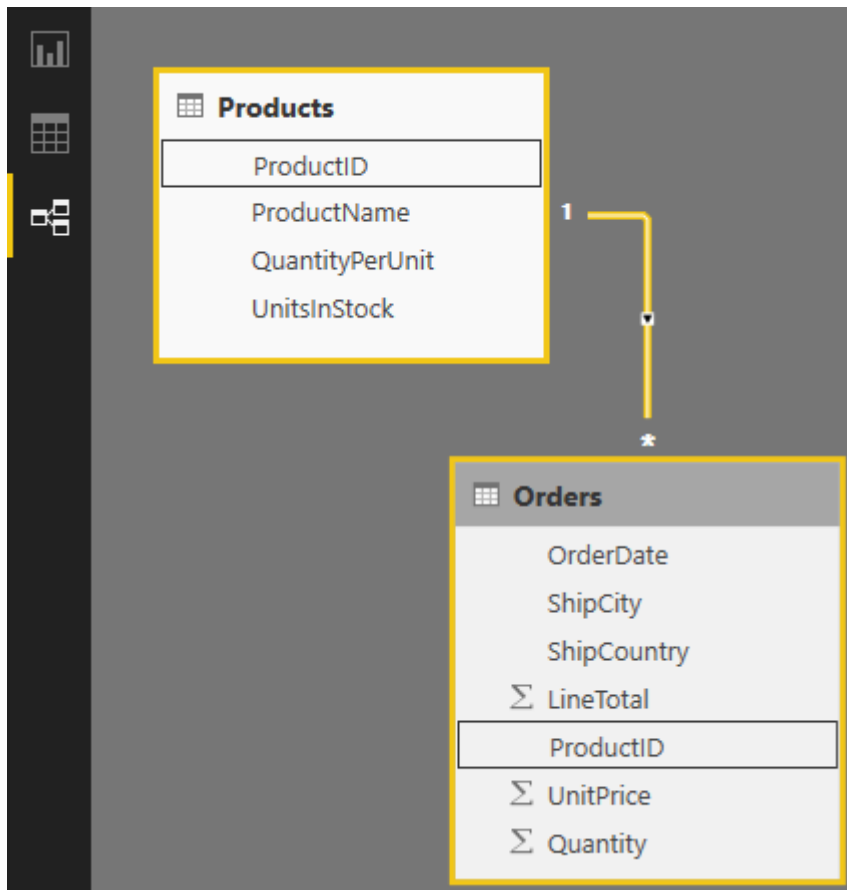 Products
ProductID
ProductName
QuantityPerUnit
UnitsInStock
1
*
Orders
OrderDate
ShipCity
ShipCountry
Σ LineTotal
ProductID
Σ UnitPrice
Σ Quantity